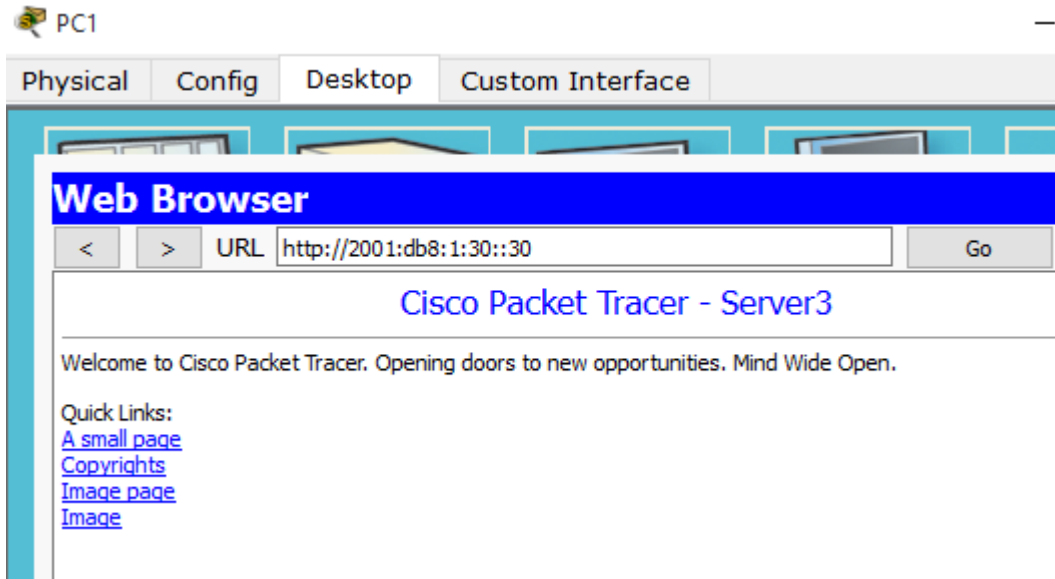 PC1
Physical Config Desktop Custom Interface
Web Browser
< > URL http://2001:db8:1:30::30 Go
Cisco Packet Tracer - Server3
Welcome to Cisco Packet Tracer. Opening doors to new opportunities. Mind Wide Open.
Quick Links:
A small page
Copyrights
Image page
Image